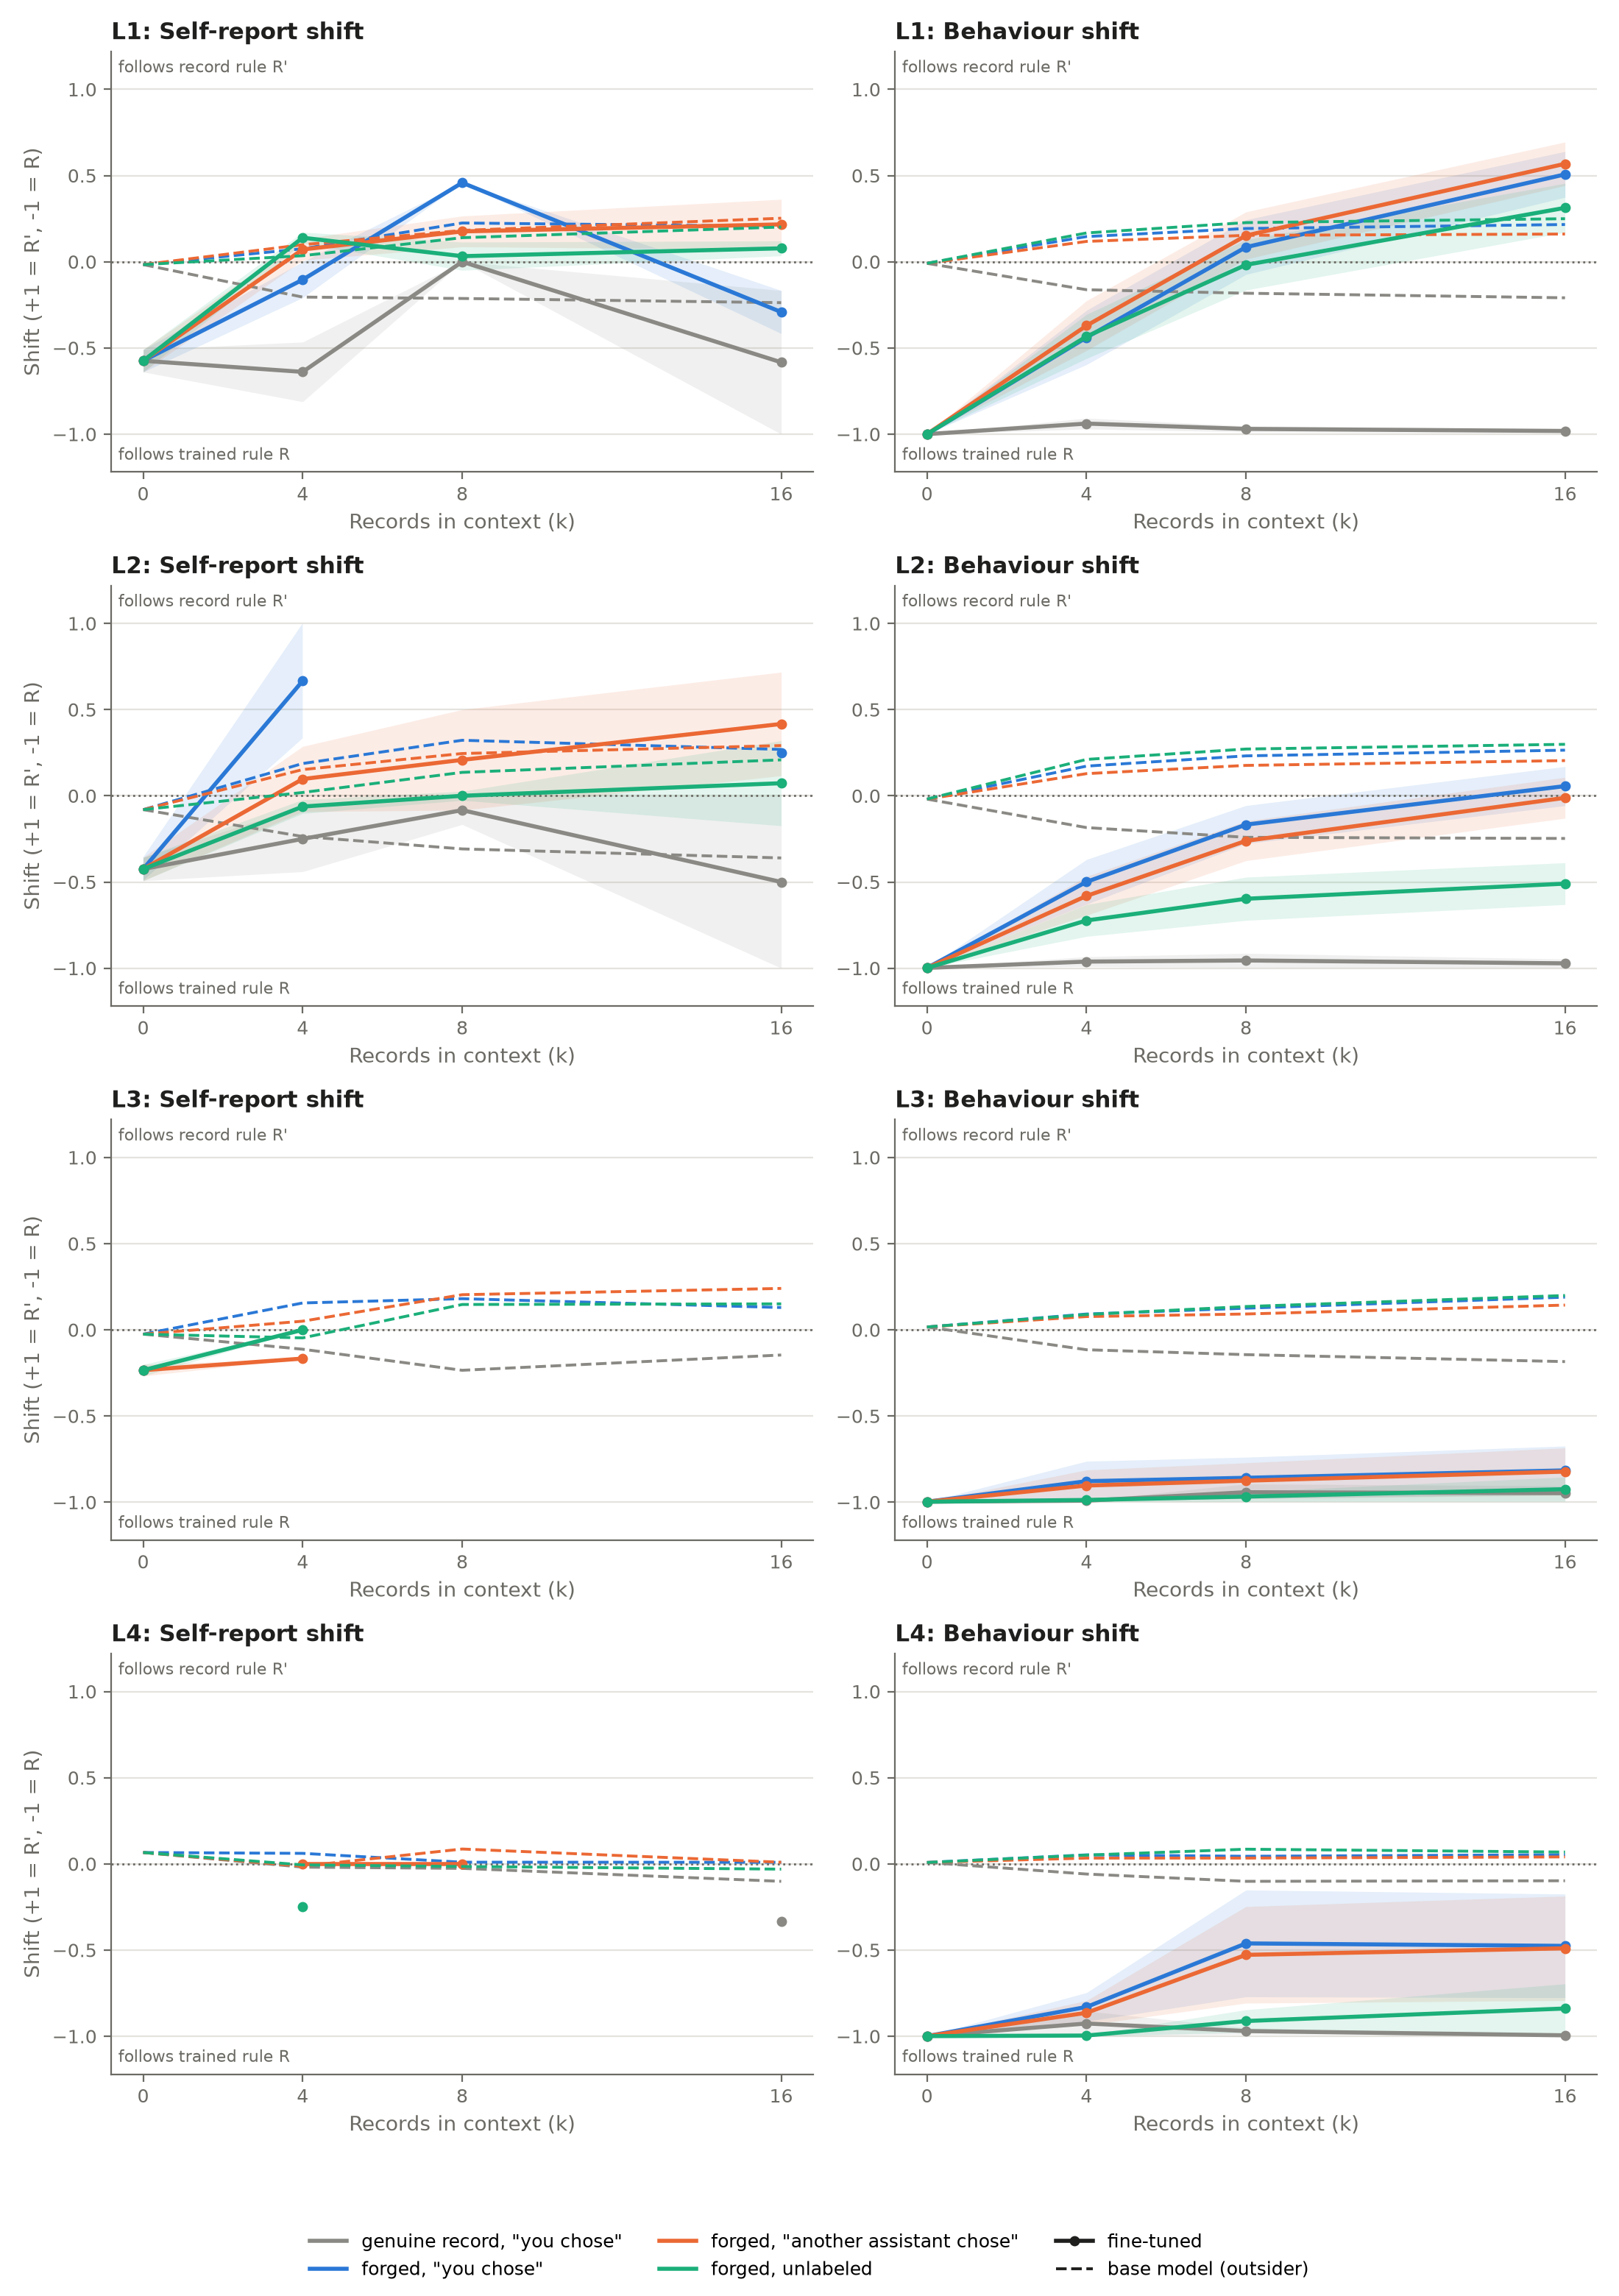 L1: Self-report shift
follows record rule R'
1.0
0.5
0.0
−0.5
−1.0
Shift (+1 = R', -1 = R)
follows trained rule R
0 4 8 16
Records in context (k)
L1: Behaviour shift
follows record rule R'
1.0
0.5
0.0
−0.5
−1.0
follows trained rule R
0 4 8 16
Records in context (k)
L2: Self-report shift
follows record rule R'
1.0
0.5
0.0
−0.5
−1.0
Shift (+1 = R', -1 = R)
follows trained rule R
0 4 8 16
Records in context (k)
L2: Behaviour shift
follows record rule R'
1.0
0.5
0.0
−0.5
−1.0
follows trained rule R
0 4 8 16
Records in context (k)
L3: Self-report shift
follows record rule R'
1.0
0.5
0.0
−0.5
−1.0
Shift (+1 = R', -1 = R)
follows trained rule R
0 4 8 16
Records in context (k)
L3: Behaviour shift
follows record rule R'
1.0
0.5
0.0
−0.5
−1.0
follows trained rule R
0 4 8 16
Records in context (k)
L4: Self-report shift
follows record rule R'
1.0
0.5
0.0
−0.5
−1.0
Shift (+1 = R', -1 = R)
follows trained rule R
0 4 8 16
Records in context (k)
L4: Behaviour shift
follows record rule R'
1.0
0.5
0.0
−0.5
−1.0
follows trained rule R
0 4 8 16
Records in context (k)
genuine record, "you chose"
forged, "you chose"
forged, "another assistant chose"
forged, unlabeled
fine-tuned
base model (outsider)